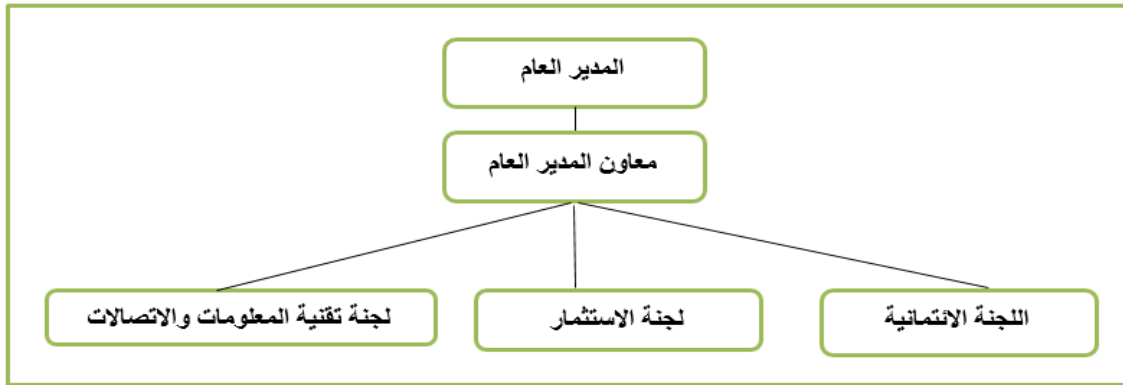 المدير العام
معاون المدير العام
اللجنة الائتمانية
لجنة الاستثمار
لجنة تقنية المعلومات والاتصالات